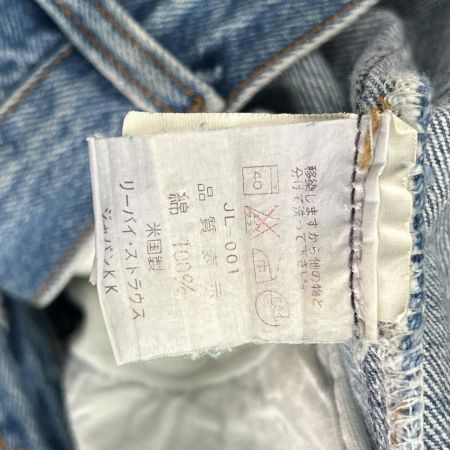 移染しますから他の物と
分けて洗って下さい。
40
JL-001
品質表示
綿 100%
米国製
リーバイ・ストラウス
ジャパンKK